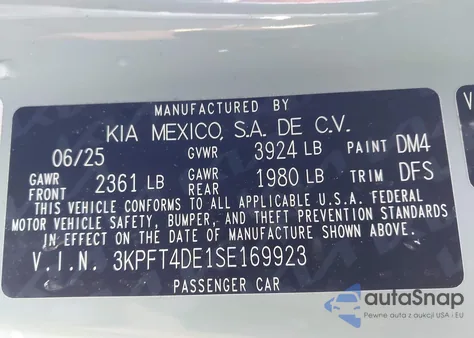 MANUFACTURED BY
KIA MEXICO, S.A. DE C.V.
06/25 GVWR 3924 LB PAINT DM4
GAWR FRONT 2361 LB GAWR REAR 1980 LB TRIM DFS
THIS VEHICLE CONFORMS TO ALL APPLICABLE U.S.A. FEDERAL
MOTOR VEHICLE SAFETY, BUMPER, AND THEFT PREVENTION STANDARDS
IN EFFECT ON THE DATE OF MANUFACTURE SHOWN ABOVE.
V.I.N. 3KPFT4DE1SE169923
PASSENGER CAR
autoSnap
Pewne auta z USA i EU
V